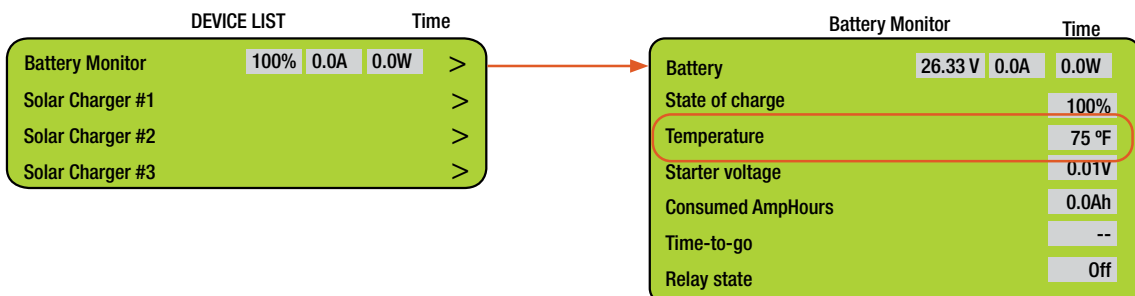 DEVICE LIST Time
Battery Monitor 100% 0.0A 0.0W >
Solar Charger #1 >
Solar Charger #2 >
Solar Charger #3 >
Battery Monitor Time
Battery 26.33 V 0.0A 0.0W
State of charge 100%
Temperature 75 ºF
Starter voltage 0.01V
Consumed AmpHours 0.0Ah
Time-to-go --
Relay state Off